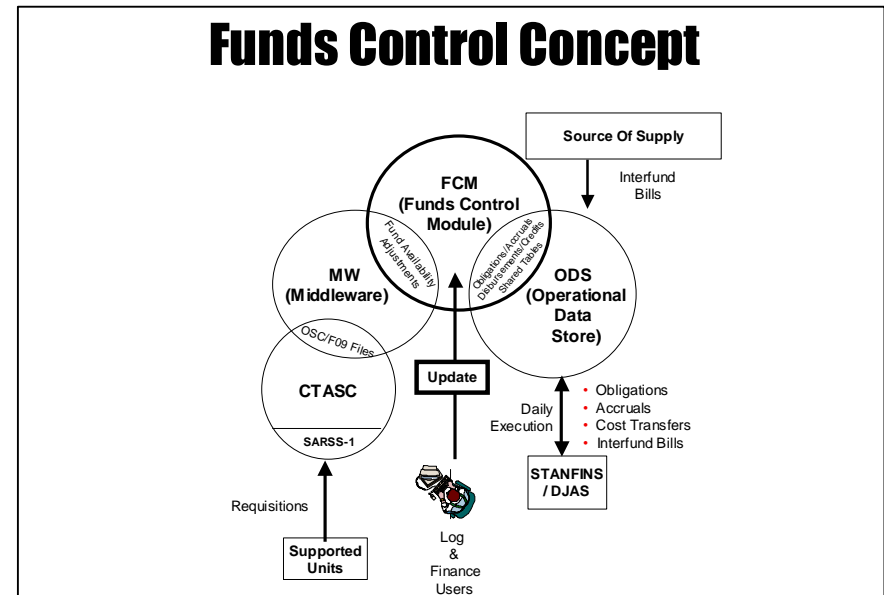 Funds Control Concept
Source Of Supply
Interfund
Bills
FCM
(Funds Control
Module)
Fund Availability
Adjustments
Obligations/Accruals
Disbursements/Credits
Shared Tables
MW
(Middleware)
ODS
(Operational
Data
Store)
OSC/F09 Files
CTASC
SARSS-1
Update
Daily
Execution
• Obligations
• Accruals
• Cost Transfers
• Interfund Bills
STANFINS
/ DJAS
Requisitions
Supported
Units
Log
&
Finance
Users